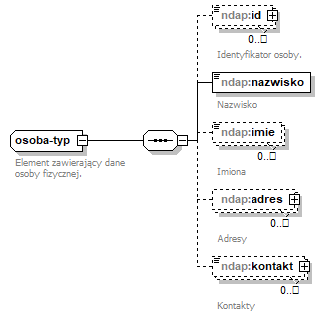 ndap:id
0..□
Identyfikator osoby.
ndap:nazwisko
Nazwisko
osoba-typ
Element zawierający dane
osoby fizycznej.
ndap:imie
0..□
Imiona
ndap:adres
0..□
Adresy
ndap:kontakt
0..□
Kontakty